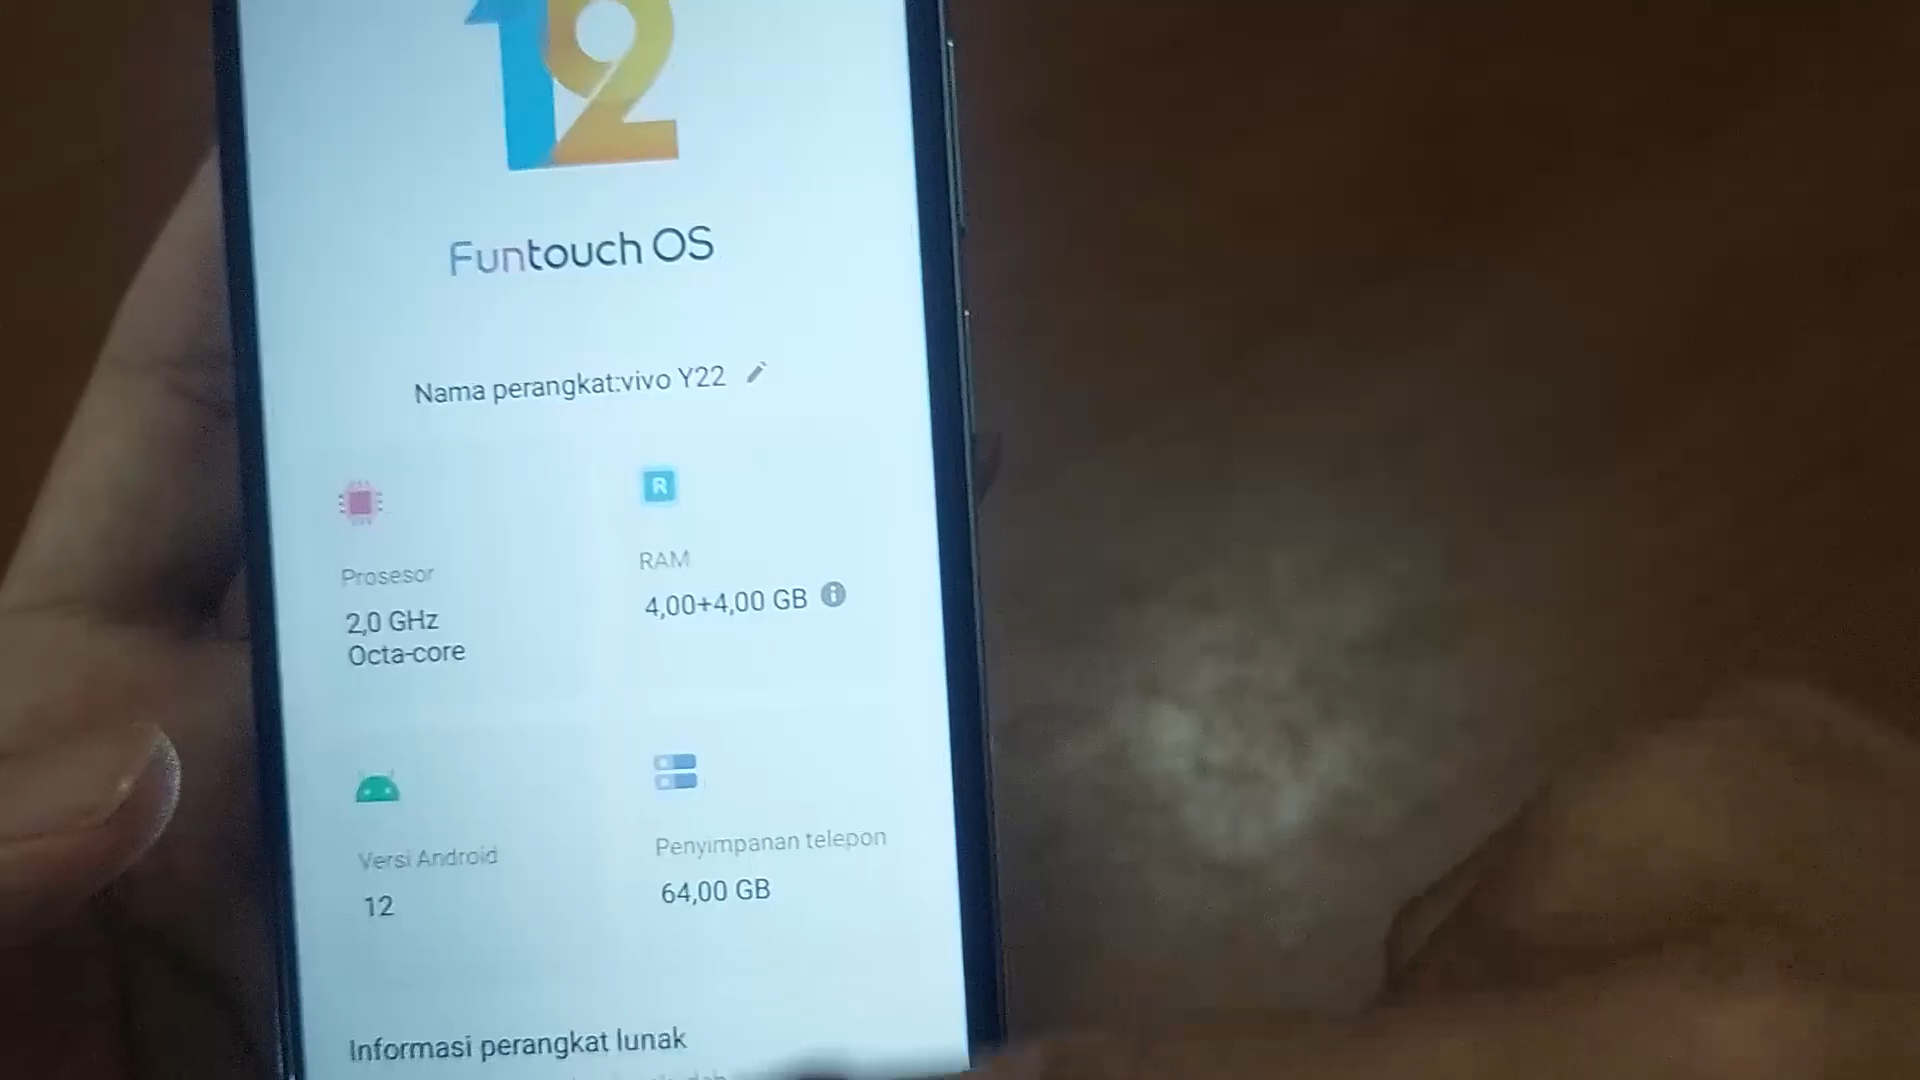 12
Funtouch OS
Nama perangkat:vivo Y22
R
Prosesor
2,0 GHz
Octa-core
RAM
4,00+4,00 GB
Versi Android
12
Penyimpanan telepon
64,00 GB
Informasi perangkat lunak